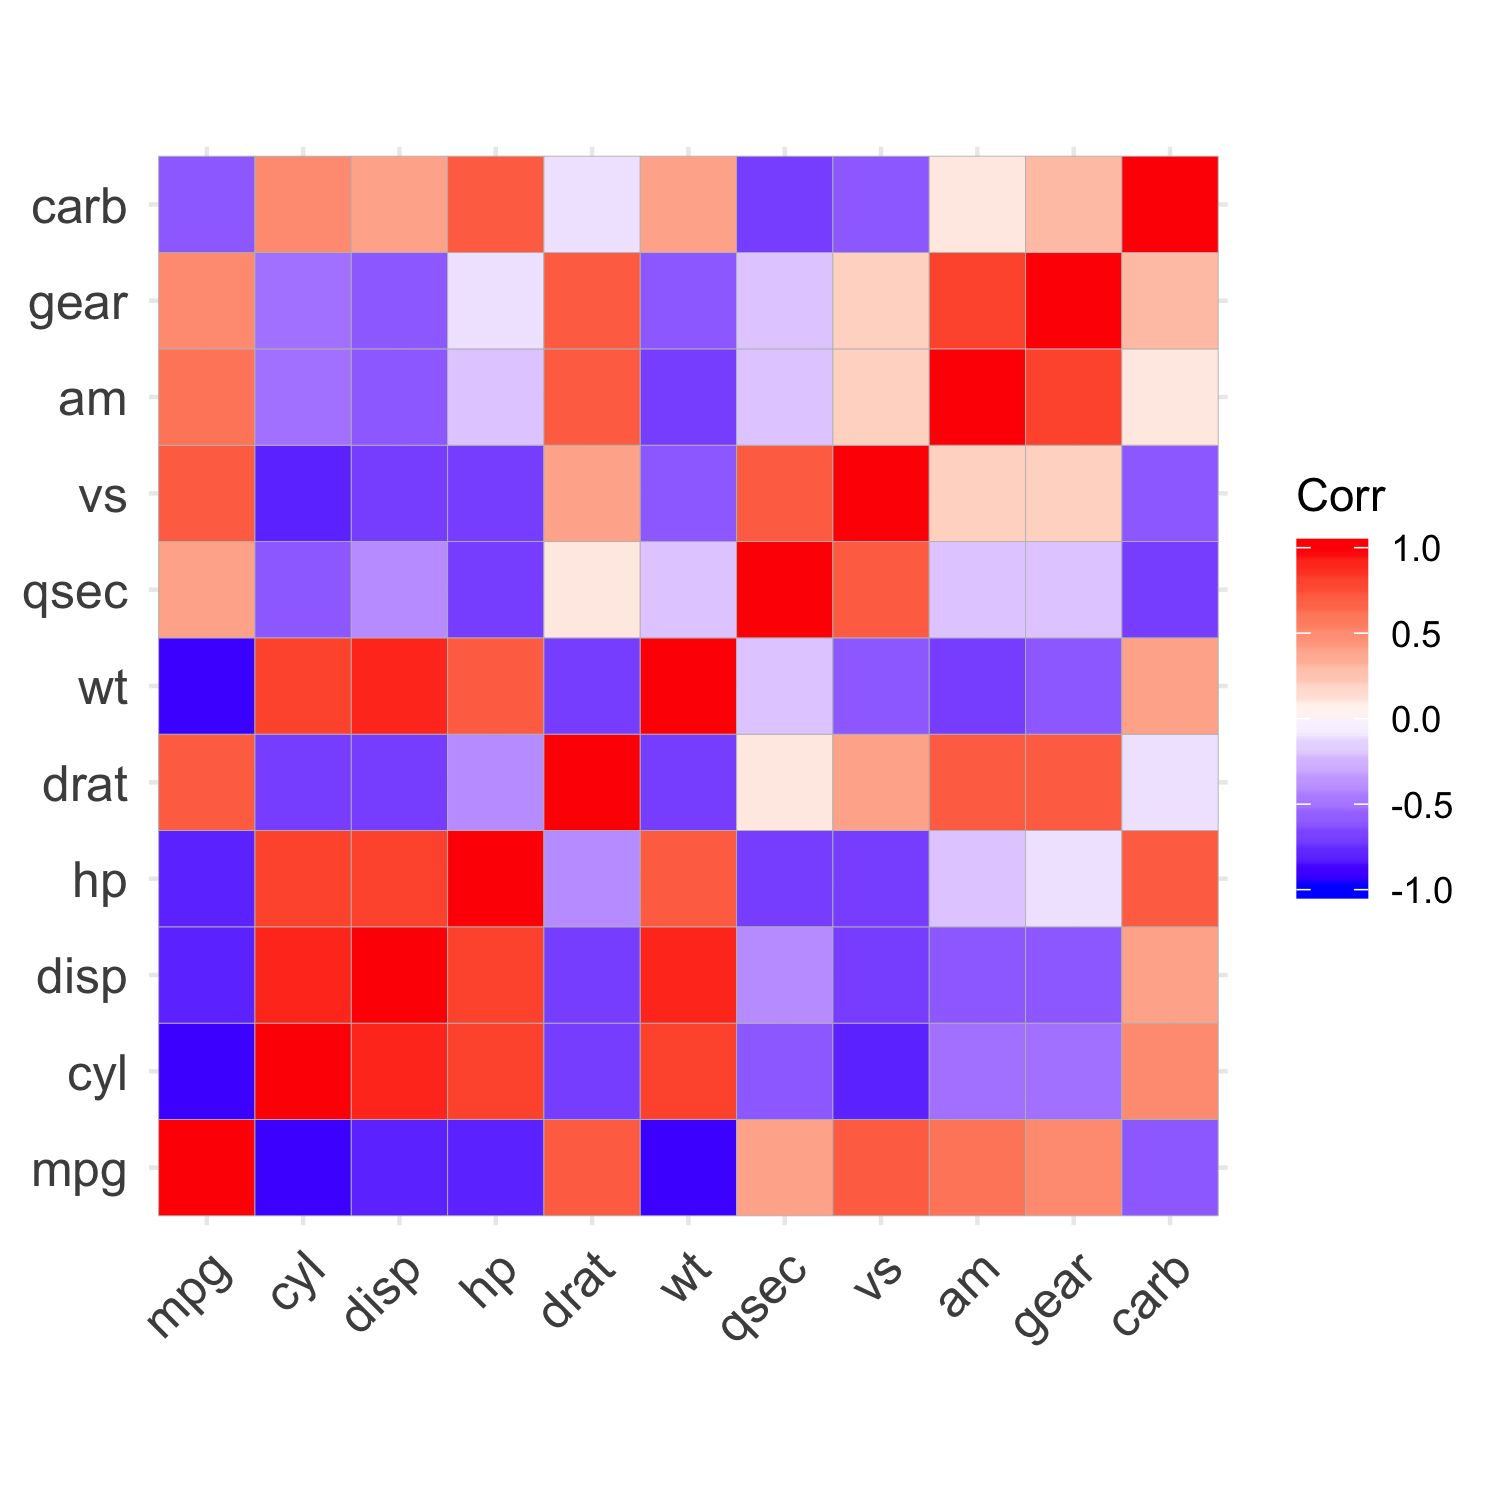 carb
gear
am
vs
qsec
wt
drat
hp
disp
cyl
mpg
mpg
cyl
disp
hp
drat
wt
qsec
vs
am
gear
carb
Corr
1.0
0.5
0.0
-0.5
-1.0